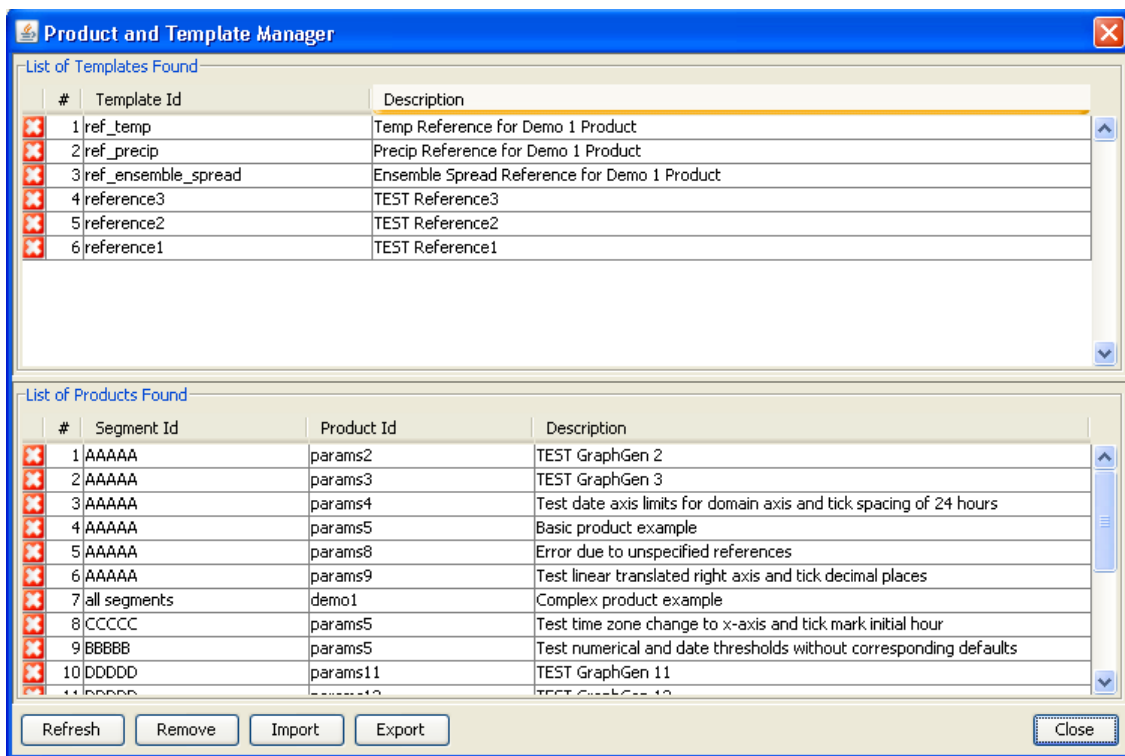 Product and Template Manager
List of Templates Found
# Template Id Description
1 ref_temp Temp Reference for Demo 1 Product
2 ref_precip Precip Reference for Demo 1 Product
3 ref_ensemble_spread Ensemble Spread Reference for Demo 1 Product
4 reference3 TEST Reference3
5 reference2 TEST Reference2
6 reference1 TEST Reference1
List of Products Found
# Segment Id Product Id Description
1 AAAAA params2 TEST GraphGen 2
2 AAAAA params3 TEST GraphGen 3
3 AAAAA params4 Test date axis limits for domain axis and tick spacing of 24 hours
4 AAAAA params5 Basic product example
5 AAAAA params8 Error due to unspecified references
6 AAAAA params9 Test linear translated right axis and tick decimal places
7 all segments demo1 Complex product example
8 CCCCC params5 Test time zone change to x-axis and tick mark initial hour
9 BBBBB params5 Test numerical and date thresholds without corresponding defaults
10 DDDDD params11 TEST GraphGen 11
11 DDDDD TEST GraphGen
Refresh Remove Import Export Close